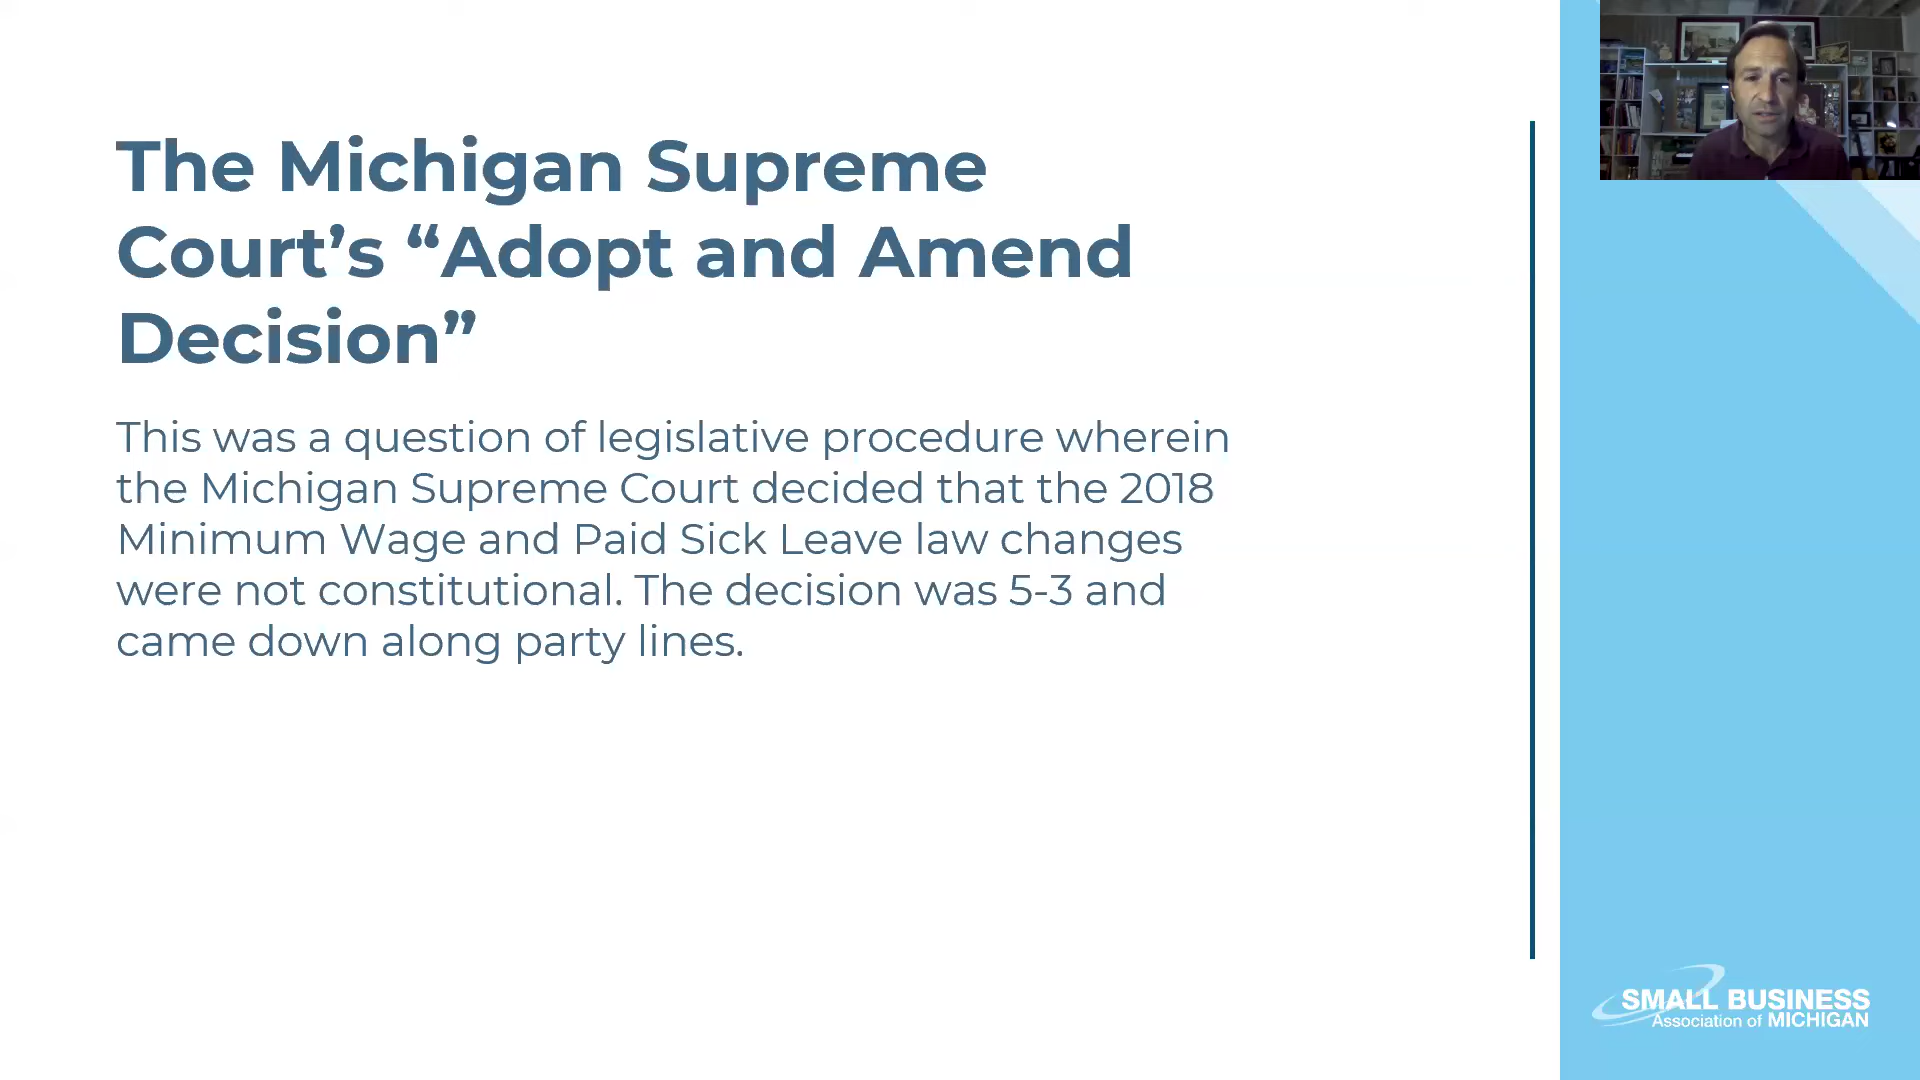 The Michigan Supreme
Court’s “Adopt and Amend
Decision”
This was a question of legislative procedure wherein
the Michigan Supreme Court decided that the 2018
Minimum Wage and Paid Sick Leave law changes
were not constitutional. The decision was 5-3 and
came down along party lines.
SMALL BUSINESS
Association of MICHIGAN